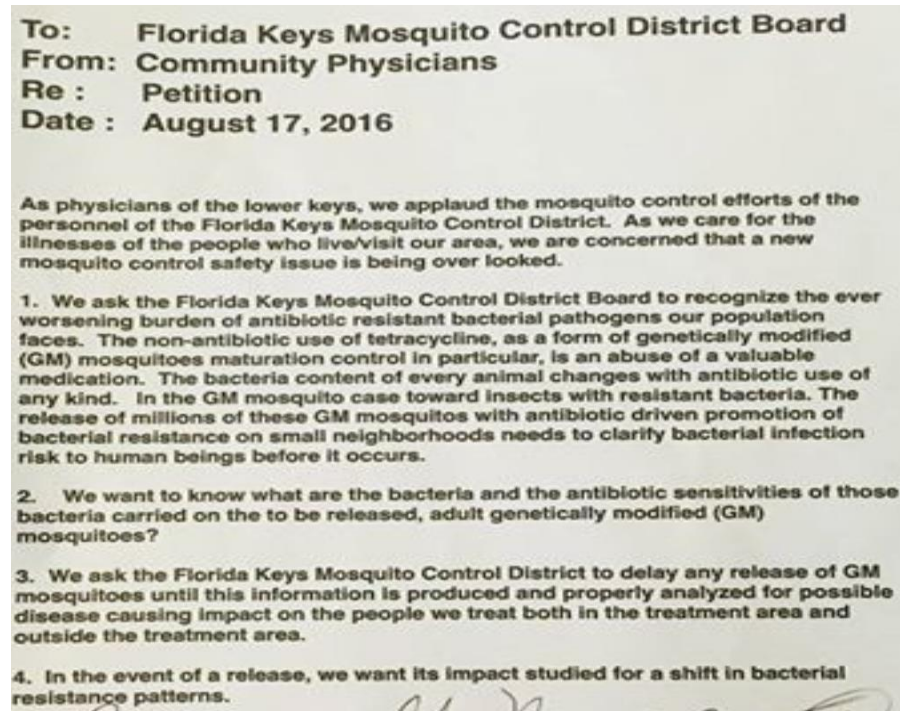 To: Florida Keys Mosquito Control District Board
From: Community Physicians
Re : Petition
Date : August 17, 2016
As physicians of the lower keys, we applaud the mosquito control efforts of the
personnel of the Florida Keys Mosquito Control District. As we care for the
illnesses of the people who live/visit our area, we are concerned that a new
mosquito control safety issue is being over looked.
1. We ask the Florida Keys Mosquito Control District Board to recognize the ever
worsening burden of antibiotic resistant bacterial pathogens our population
faces. The non-antibiotic use of tetracycline, as a form of genetically modified
(GM) mosquitoes maturation control in particular, is an abuse of a valuable
medication. The bacteria content of every animal changes with antibiotic use of
any kind. In the GM mosquito case toward insects with resistant bacteria. The
release of millions of these GM mosquitos with antibiotic driven promotion of
bacterial resistance on small neighborhoods needs to clarify bacterial infection
risk to human beings before it occurs.
2. We want to know what are the bacteria and the antibiotic sensitivities of those
bacteria carried on the to be released, adult genetically modified (GM)
mosquitoes?
3. We ask the Florida Keys Mosquito Control District to delay any release of GM
mosquitoes until this information is produced and properly analyzed for possible
disease causing impact on the people we treat both in the treatment area and
outside the treatment area.
4. In the event of a release, we want its impact studied for a shift in bacterial
resistance patterns.